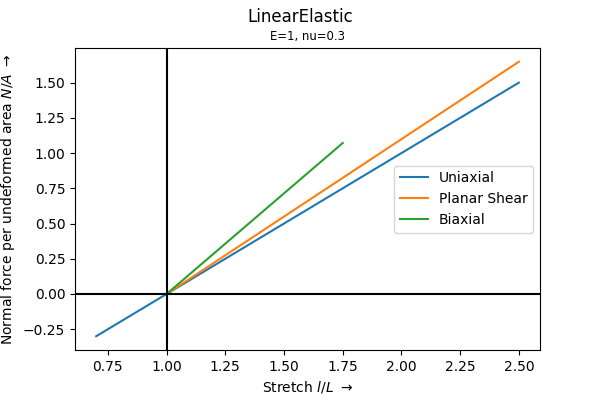 LinearElastic
E=1, nu=0.3
Normal force per undeformed area N/A →
1.50
1.25
1.00
0.75
0.50
0.25
0.00
−0.25
Uniaxial
Planar Shear
Biaxial
0.75 1.00 1.25 1.50 1.75 2.00 2.25 2.50
Stretch l/L →